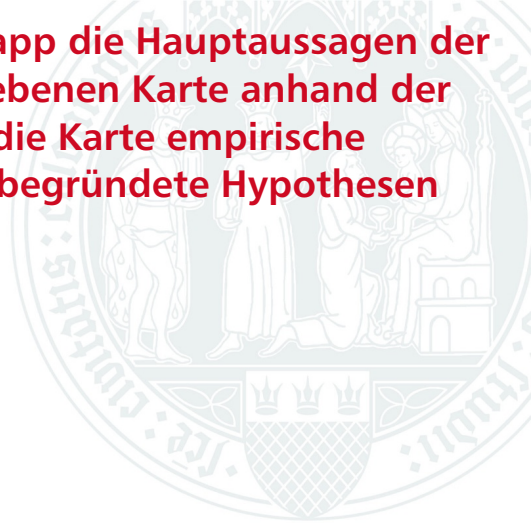 app die Hauptaussagen der
ebenen Karte anhand der
die Karte empirische
begründete Hypothesen